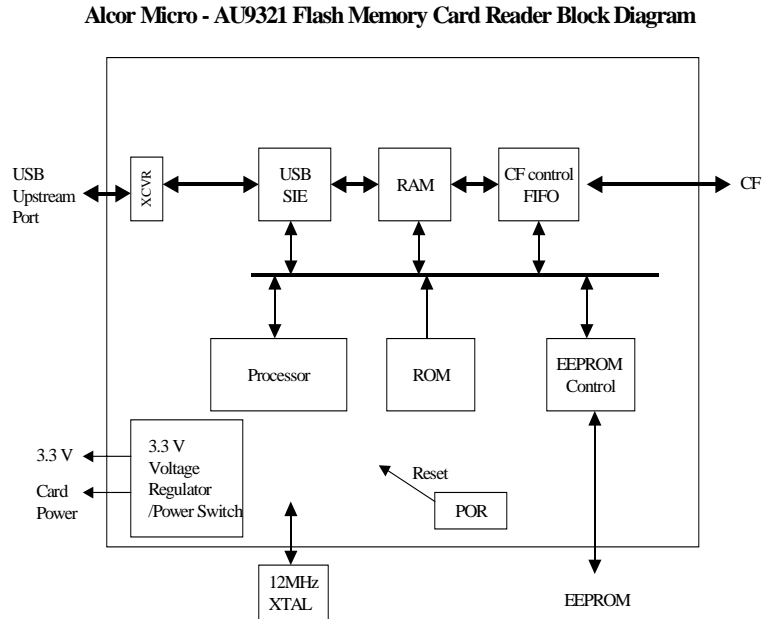 Alcor Micro - AU9321 Flash Memory Card Reader Block Diagram
USB
Upstream
Port
XCVR
USB
SIE
RAM
CF control
FIFO
CF
Processor
ROM
EEPROM
Control
3.3 V
Card
Power
3.3 V
Voltage
Regulator
/Power Switch
Reset
POR
12MHz
XTAL
EEPROM